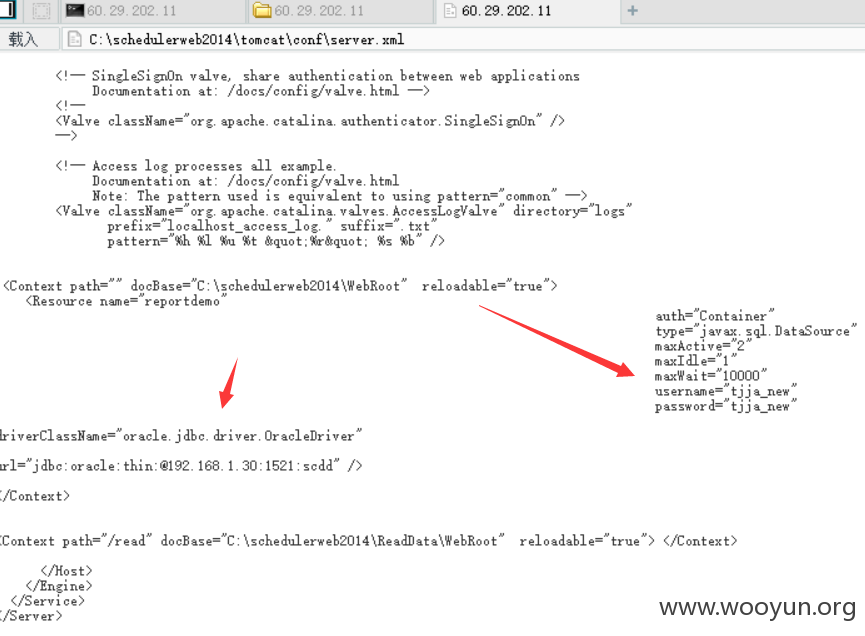 60.29.202.11
60.29.202.11
60.29.202.11
载入
C:\schedulerweb2014\tomcat\conf\server.xml
<!-- SingleSignOn valve, share authentication between web applications
Documentation at: /docs/config/valve.html -->
<!--
<Valve className="org.apache.catalina.authenticator.SingleSignOn" />
-->
<!-- Access log processes all example.
Documentation at: /docs/config/valve.html
Note: The pattern used is equivalent to using pattern="common" -->
<Valve className="org.apache.catalina.valves.AccessLogValve" directory="logs"
prefix="localhost_access_log." suffix=".txt"
pattern="%h %l %u %t &quot;%r&quot; %s %b" />
<Context path="" docBase="C:\schedulerweb2014\WebRoot" reloadable="true">
<Resource name="reportdemo"
auth="Container"
type="javax.sql.DataSource"
maxActive="2"
maxIdle="1"
maxWait="10000"
username="tjja_new"
password="tjja_new"
driverClassName="oracle.jdbc.driver.OracleDriver"
url="jdbc:oracle:thin:@192.168.1.30:1521:scdd" />
</Context>
<Context path="/read" docBase="C:\schedulerweb2014\ReadData\WebRoot" reloadable="true"> </Context>
</Host>
</Engine>
</Service>
</Server>
www.wooyun.org